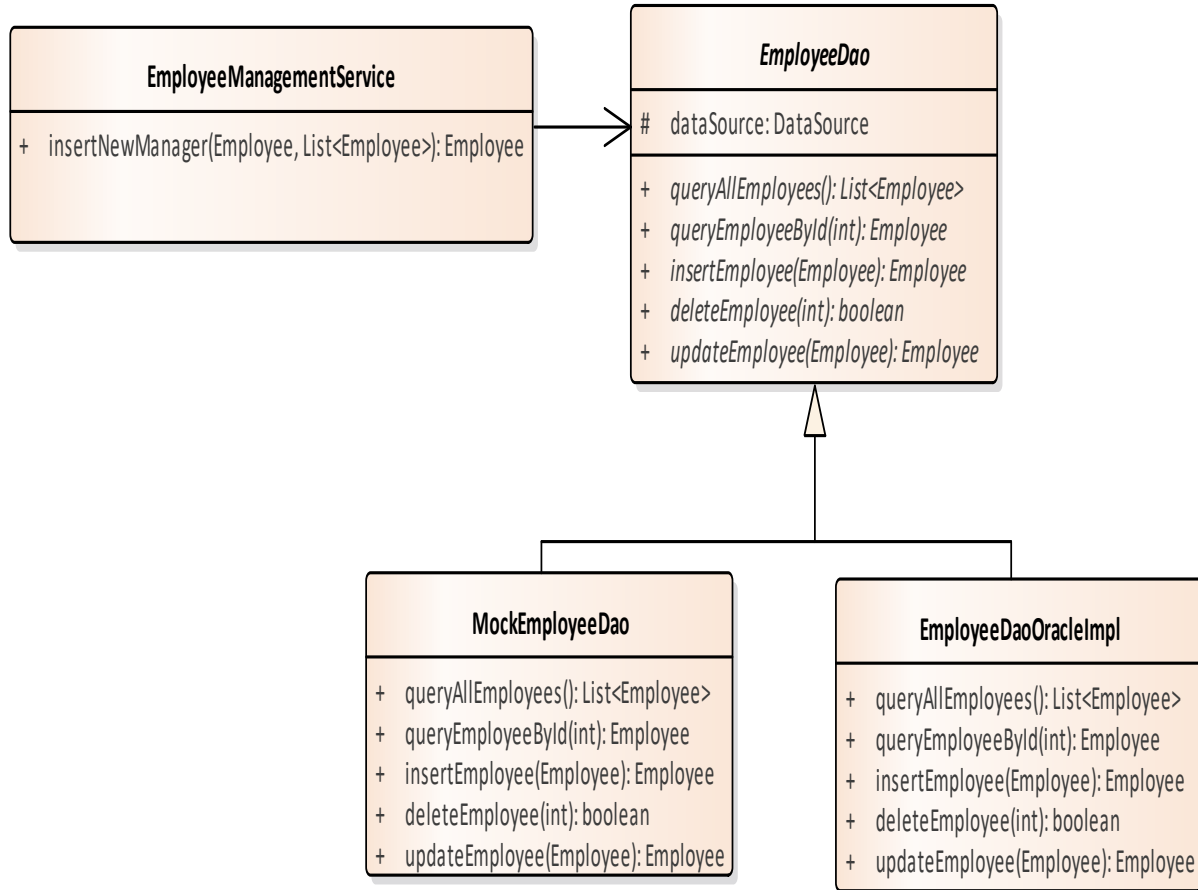 EmployeeManagementService
+ insertNewManager(Employee, List<Employee>): Employee
EmployeeDao
# dataSource: DataSource
+ queryAllEmployees(): List<Employee>
+ queryEmployeeById(int): Employee
+ insertEmployee(Employee): Employee
+ deleteEmployee(int): boolean
+ updateEmployee(Employee): Employee
MockEmployeeDao
+ queryAllEmployees(): List<Employee>
+ queryEmployeeById(int): Employee
+ insertEmployee(Employee): Employee
+ deleteEmployee(int): boolean
+ updateEmployee(Employee): Employee
EmployeeDaoOracleImpl
+ queryAllEmployees(): List<Employee>
+ queryEmployeeById(int): Employee
+ insertEmployee(Employee): Employee
+ deleteEmployee(int): boolean
+ updateEmployee(Employee): Employee